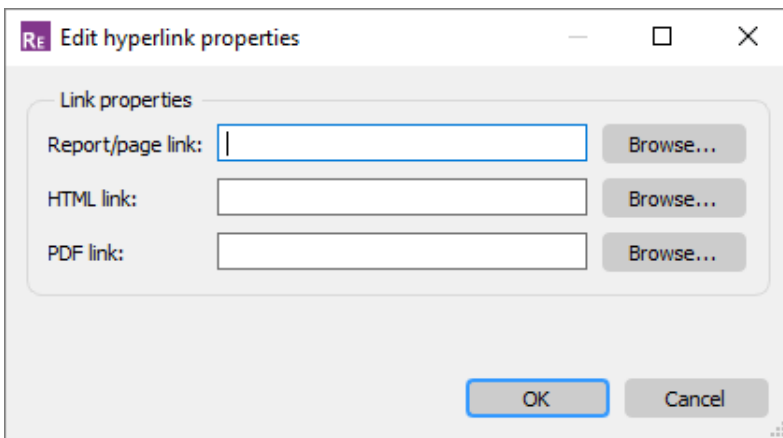 RE Edit hyperlink properties
Link properties
Report/page link: Browse...
HTML link: Browse...
PDF link: Browse...
OK Cancel